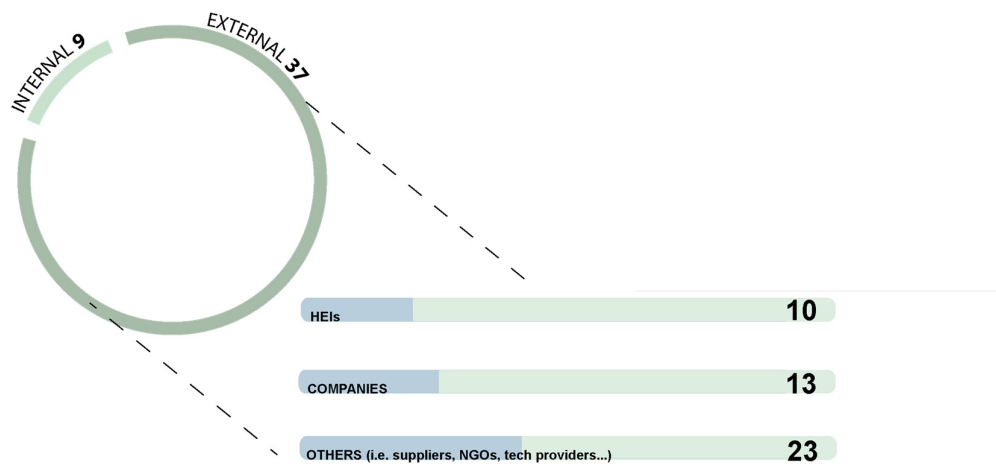 INTERNAL 9
EXTERNAL 37
HEIs 10
COMPANIES 13
OTHERS (i.e. suppliers, NGOs, tech providers...) 23